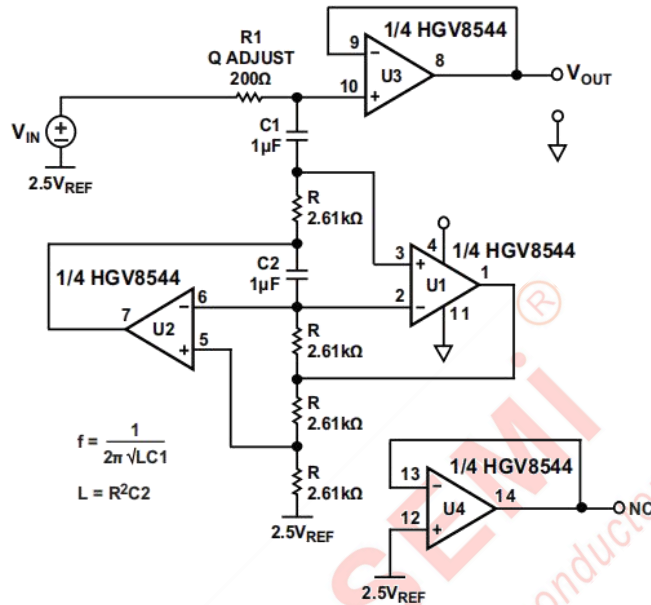 1/4 HGV8544
R1
Q ADJUST
200Ω
9
8
U3
10
VOUT
VIN
2.5VREF
C1
1µF
R
2.61kΩ
1/4 HGV8544
3
4
1
U1
2
11
1/4 HGV8544
C2
1µF
7
6
U2
5
R
2.61kΩ
R
2.61kΩ
R
2.61kΩ
2.5VREF
f = 1 / 2π √LC1
L = R²C2
1/4 HGV8544
13
14
U4
12
NC
2.5VREF
SEMi
®